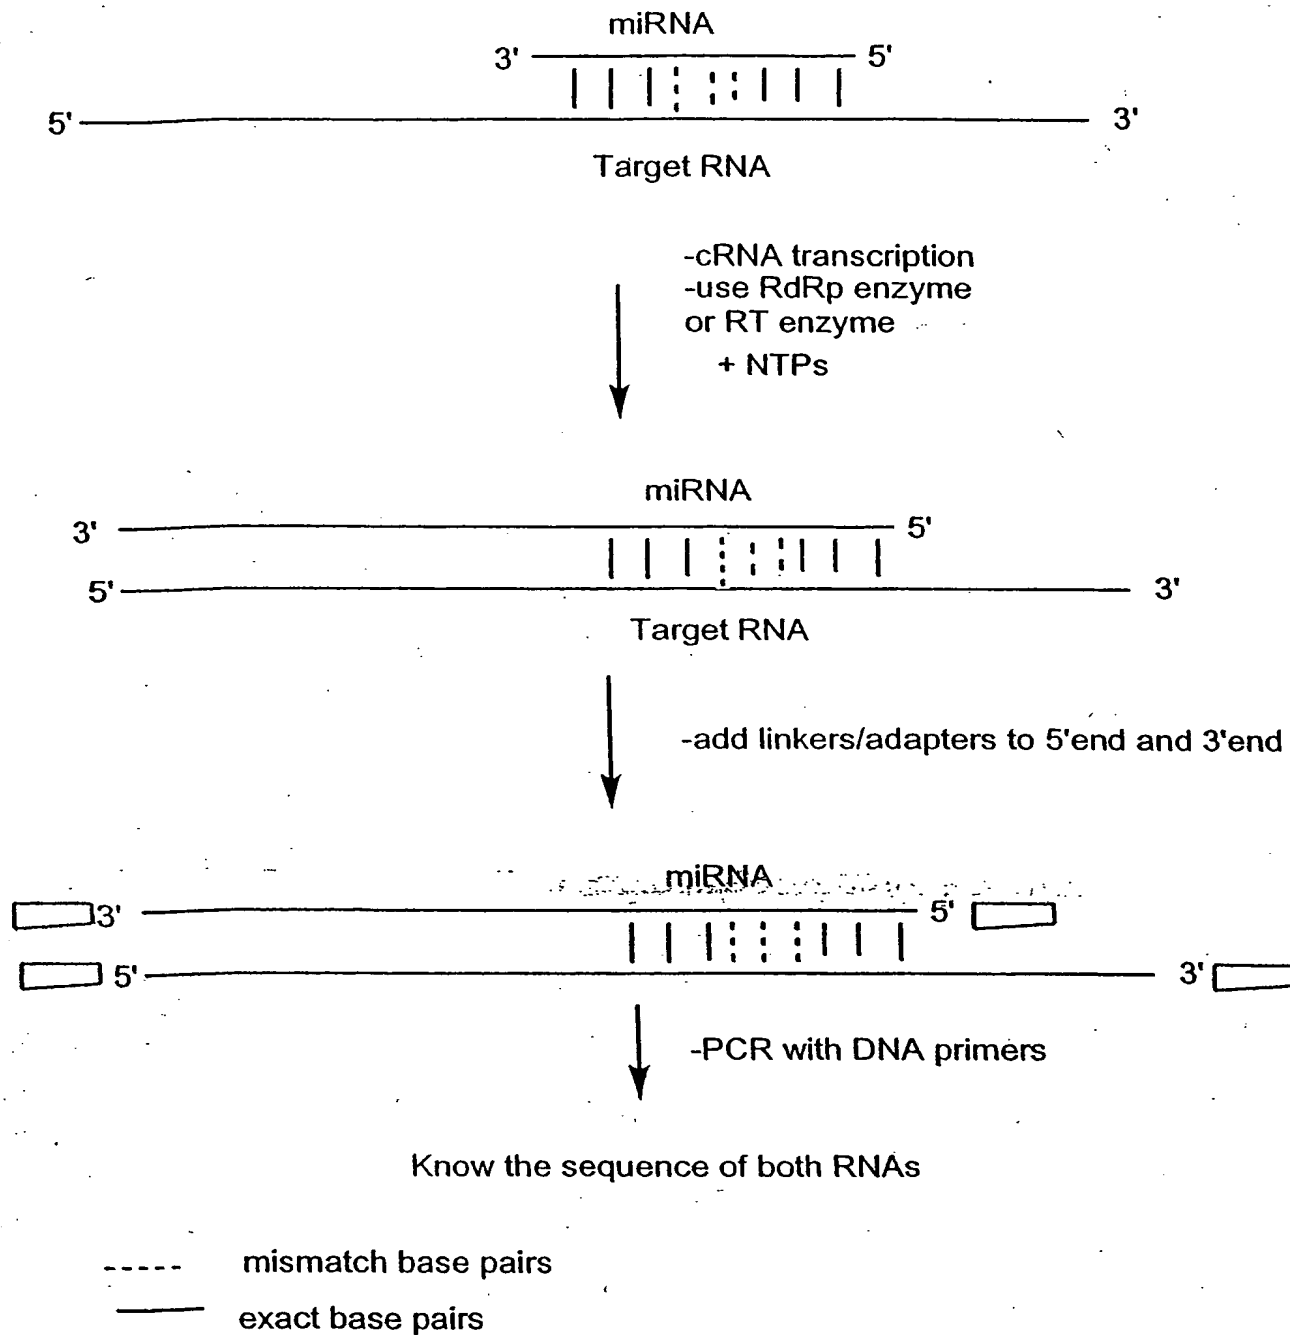 miRNA
3' 5'
5' 3'
Target RNA
-cRNA transcription
-use RdRp enzyme
or RT enzyme
+ NTPs
miRNA
3' 5'
5' 3'
Target RNA
-add linkers/adapters to 5'end and 3'end
miRNA
3' 5'
5' 3'
-PCR with DNA primers
Know the sequence of both RNAs
mismatch base pairs
exact base pairs